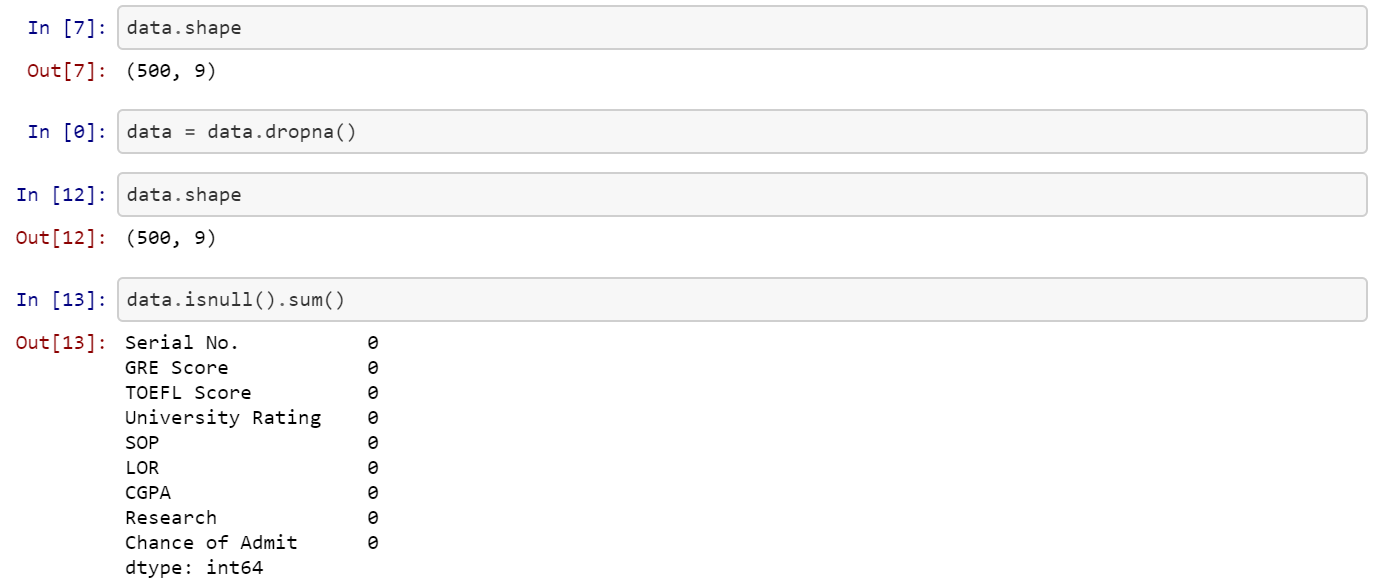 In [7]: data.shape
Out[7]: (500, 9)
In [0]: data = data.dropna()
In [12]: data.shape
Out[12]: (500, 9)
In [13]: data.isnull().sum()
Out[13]: Serial No. 0
GRE Score 0
TOEFL Score 0
University Rating 0
SOP 0
LOR 0
CGPA 0
Research 0
Chance of Admit 0
dtype: int64